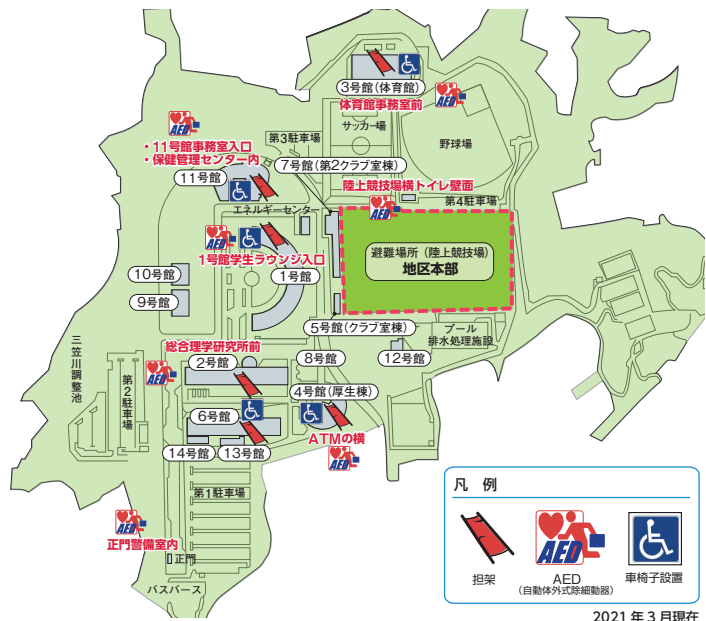 3号館(体育館)
体育館事務室前
AED
サッカー場
野球場
第3駐車場
AED
・11号館事務室入口
・保健管理センター内
7号館(第2クラブ室棟)
11号館
陸上競技場横トイレ壁面
AED
第4駐車場
エネルギーセンター
AED
1号館学生ラウンジ入口
1号館
避難場所(陸上競技場)
地区本部
10号館
9号館
5号館(クラブ室棟)
プール
排水処理施設
三笠川調整池
総合理学研究所前
AED
2号館
8号館
12号館
第2駐車場
4号館(厚生棟)
6号館
ATMの横
AED
14号館
13号館
第1駐車場
AED
正門警備室内
正門
バスバース
凡 例
AED
担架
AED
(自動体外式除細動器)
車椅子設置
2021年3月現在